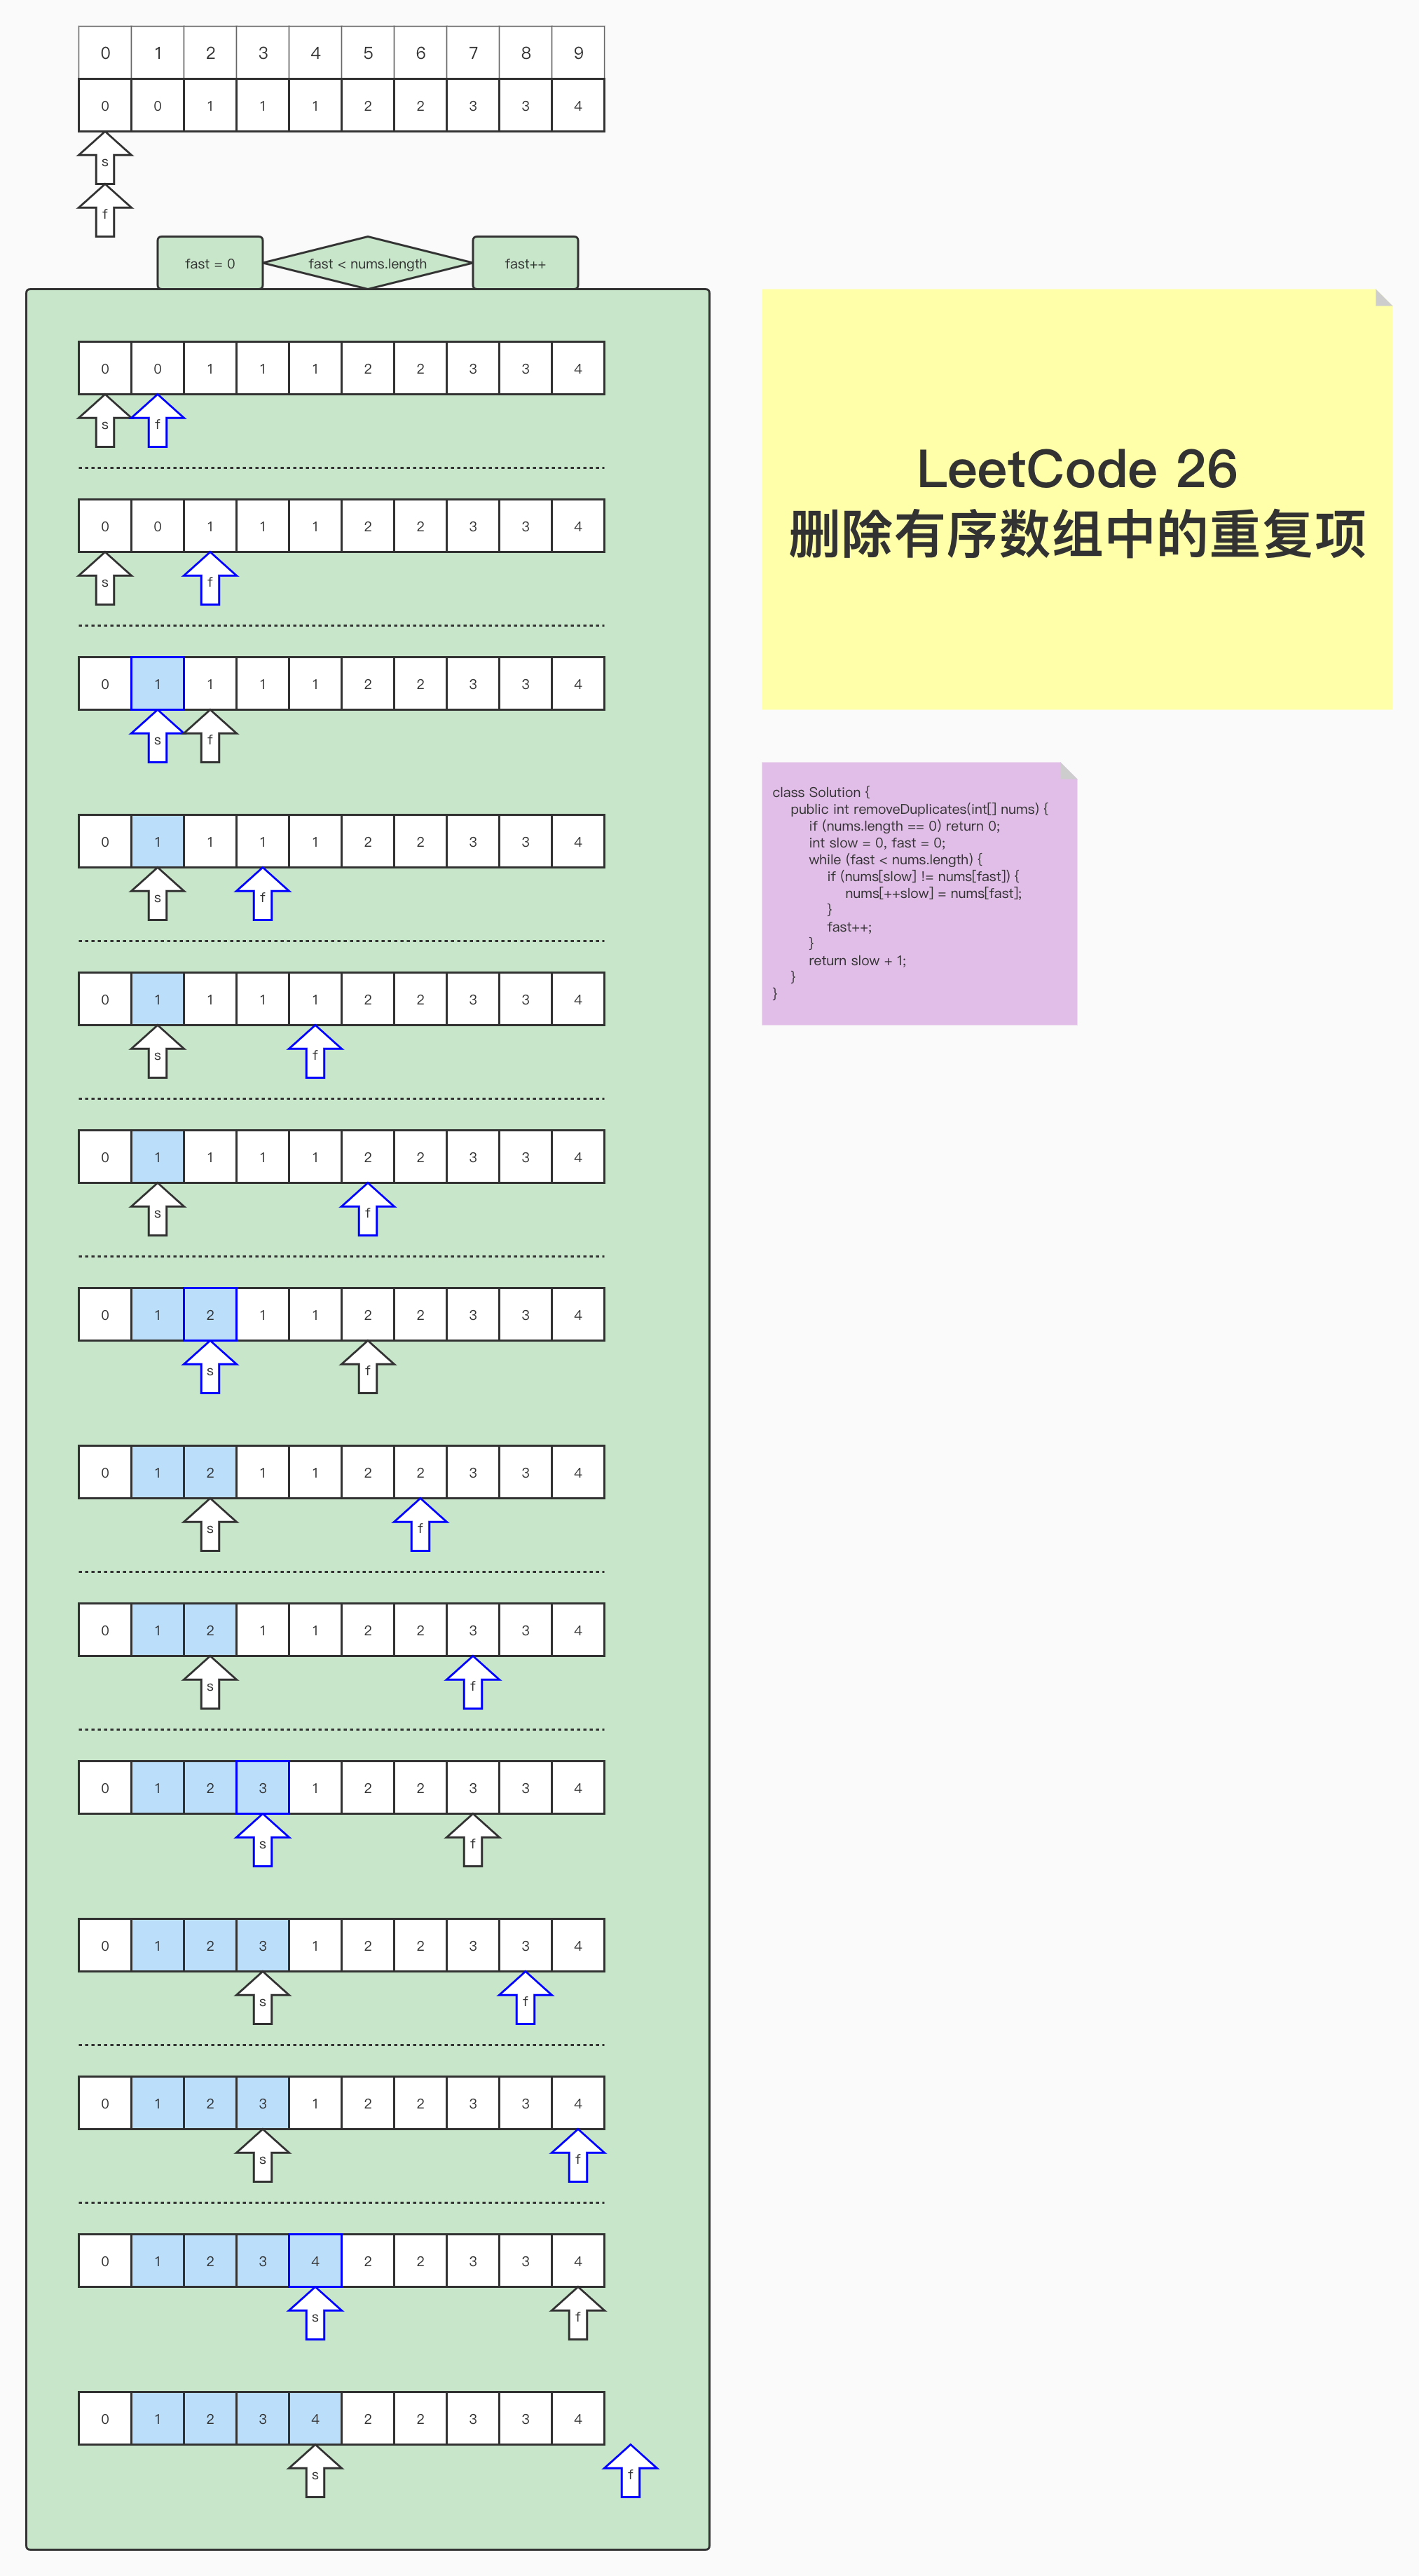 0 1 2 3 4 5 6 7 8 9
0 0 1 1 1 2 2 3 3 4
s
f
fast = 0 fast < nums.length fast++
0 0 1 1 1 2 2 3 3 4
s f
0 0 1 1 1 2 2 3 3 4
s f
0 1 1 1 1 2 2 3 3 4
s f
0 1 1 1 1 2 2 3 3 4
s f
0 1 1 1 1 2 2 3 3 4
s f
0 1 1 1 1 2 2 3 3 4
s f
0 1 2 1 1 2 2 3 3 4
s f
0 1 2 1 1 2 2 3 3 4
s f
0 1 2 1 1 2 2 3 3 4
s f
0 1 2 3 1 2 2 3 3 4
s f
0 1 2 3 1 2 2 3 3 4
s f
0 1 2 3 1 2 2 3 3 4
s f
0 1 2 3 4 2 2 3 3 4
s f
0 1 2 3 4 2 2 3 3 4
s f
LeetCode 26
删除有序数组中的重复项
class Solution {
public int removeDuplicates(int[] nums) {
if (nums.length == 0) return 0;
int slow = 0, fast = 0;
while (fast < nums.length) {
if (nums[slow] != nums[fast]) {
nums[++slow] = nums[fast];
}
fast++;
}
return slow + 1;
}
}